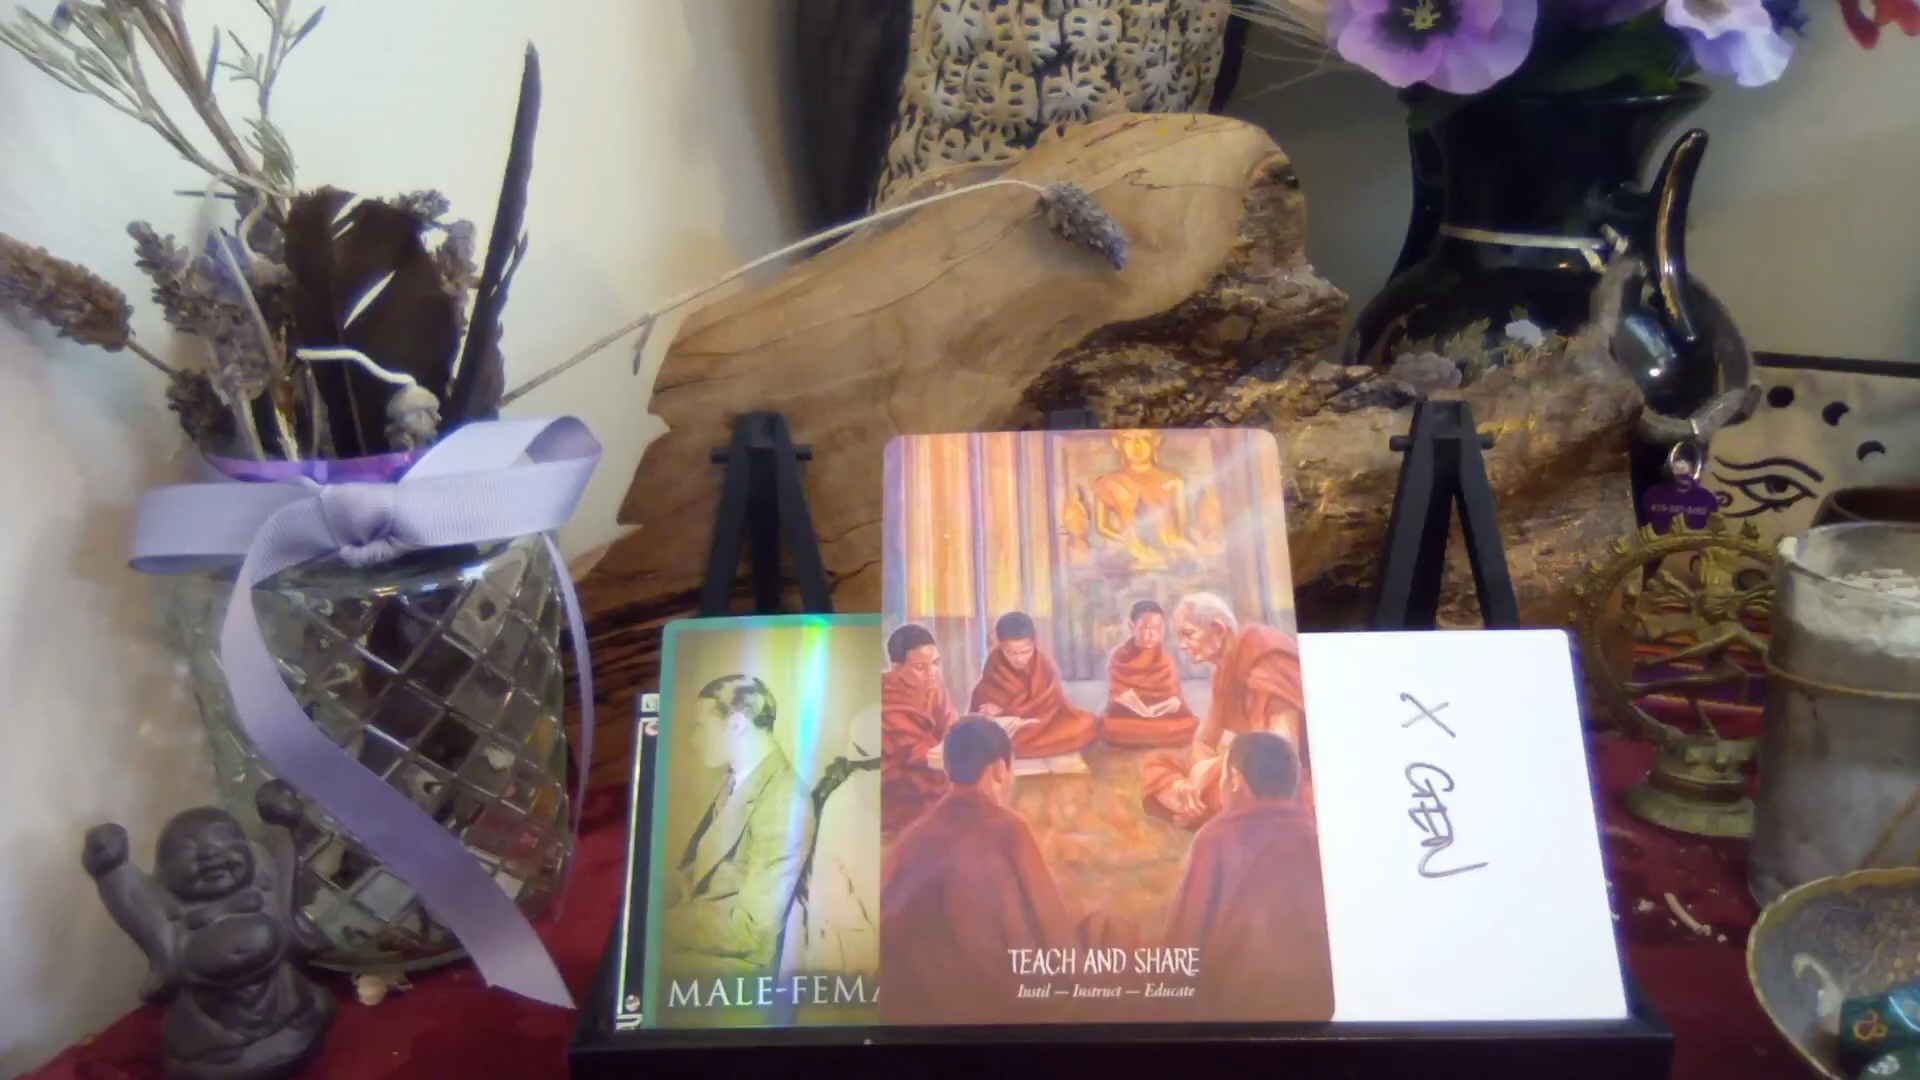 MALE-FEMA
TEACH AND SHARE
Instil — Instruct — Educate
X GEN